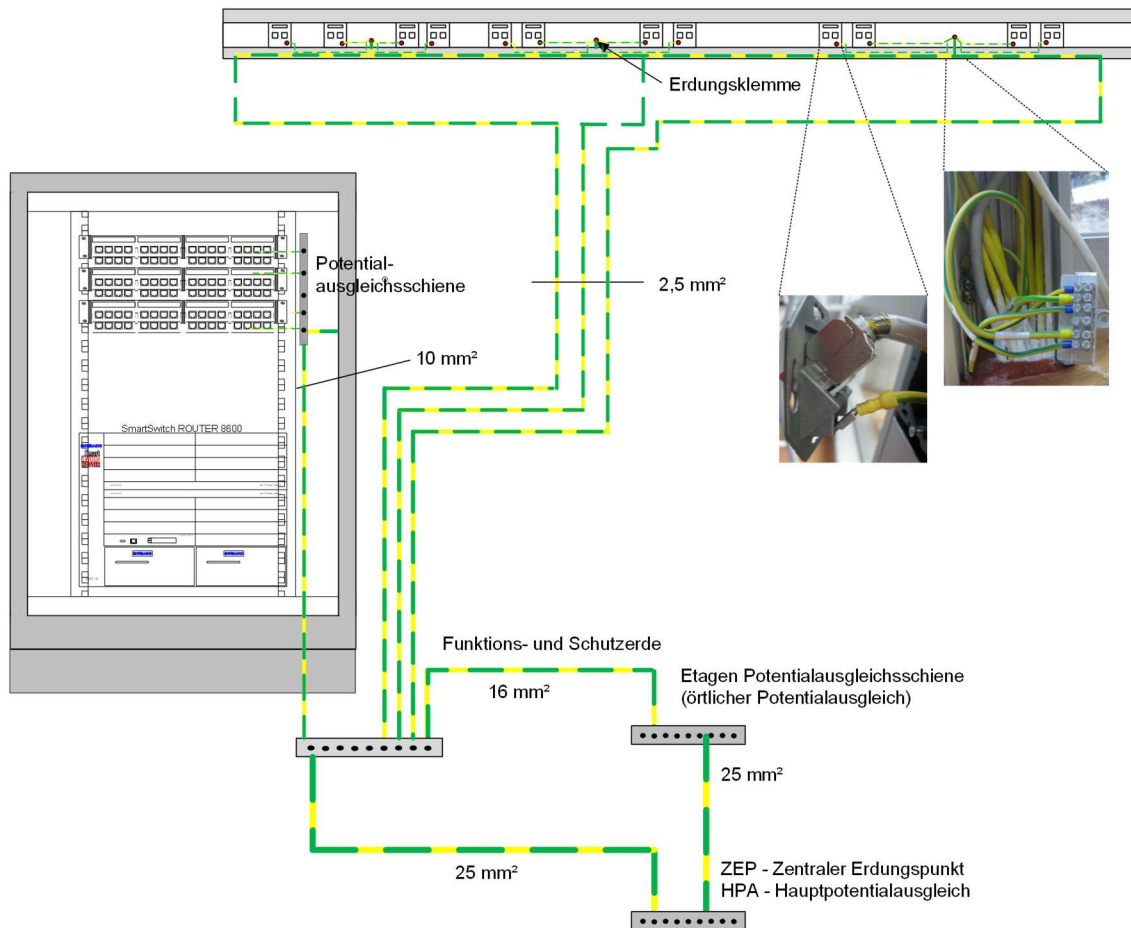 Erdungsklemme
2,5 mm²
Potential-
ausgleichsschiene
10 mm²
SmartSwitch ROUTER 8600
Funktions- und Schutzerde
16 mm²
Etagen Potentialausgleichsschiene
(örtlicher Potentialausgleich)
25 mm²
25 mm²
ZEP - Zentraler Erdungspunkt
HPA - Hauptpotentialausgleich